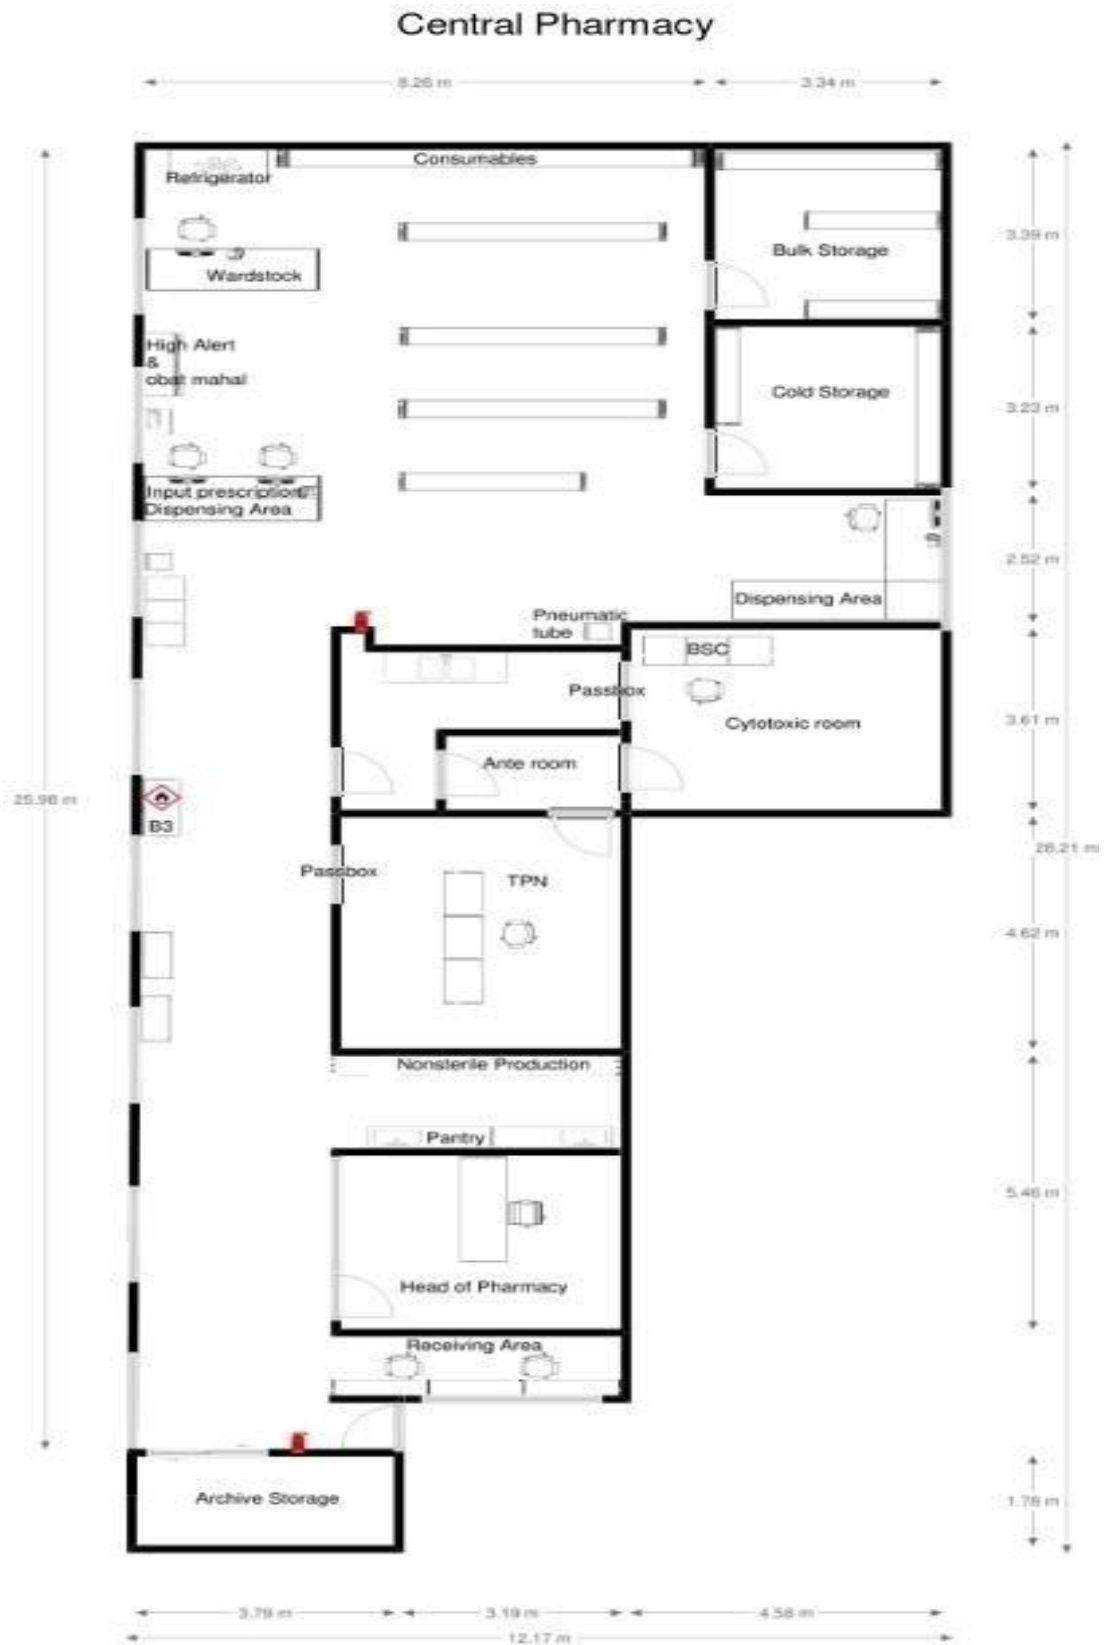 Central Pharmacy
8.26 m
3.34 m
Consumables
Refrigerator
3.39 m
Bulk Storage
Wardstock
High Alert
&
obat mahal
Cold Storage
3.23 m
Input prescription
Dispensing Area
2.52 m
Dispensing Area
Pneumatic
tube
BSC
Passbox
Cytotoxic room
3.61 m
Ante room
25.98 m
B3
28.21 m
Passbox
TPN
4.62 m
Nonsterile Production
Pantry
5.46 m
Head of Pharmacy
Receiving Area
Archive Storage
1.78 m
3.79 m
3.19 m
4.58 m
12.17 m